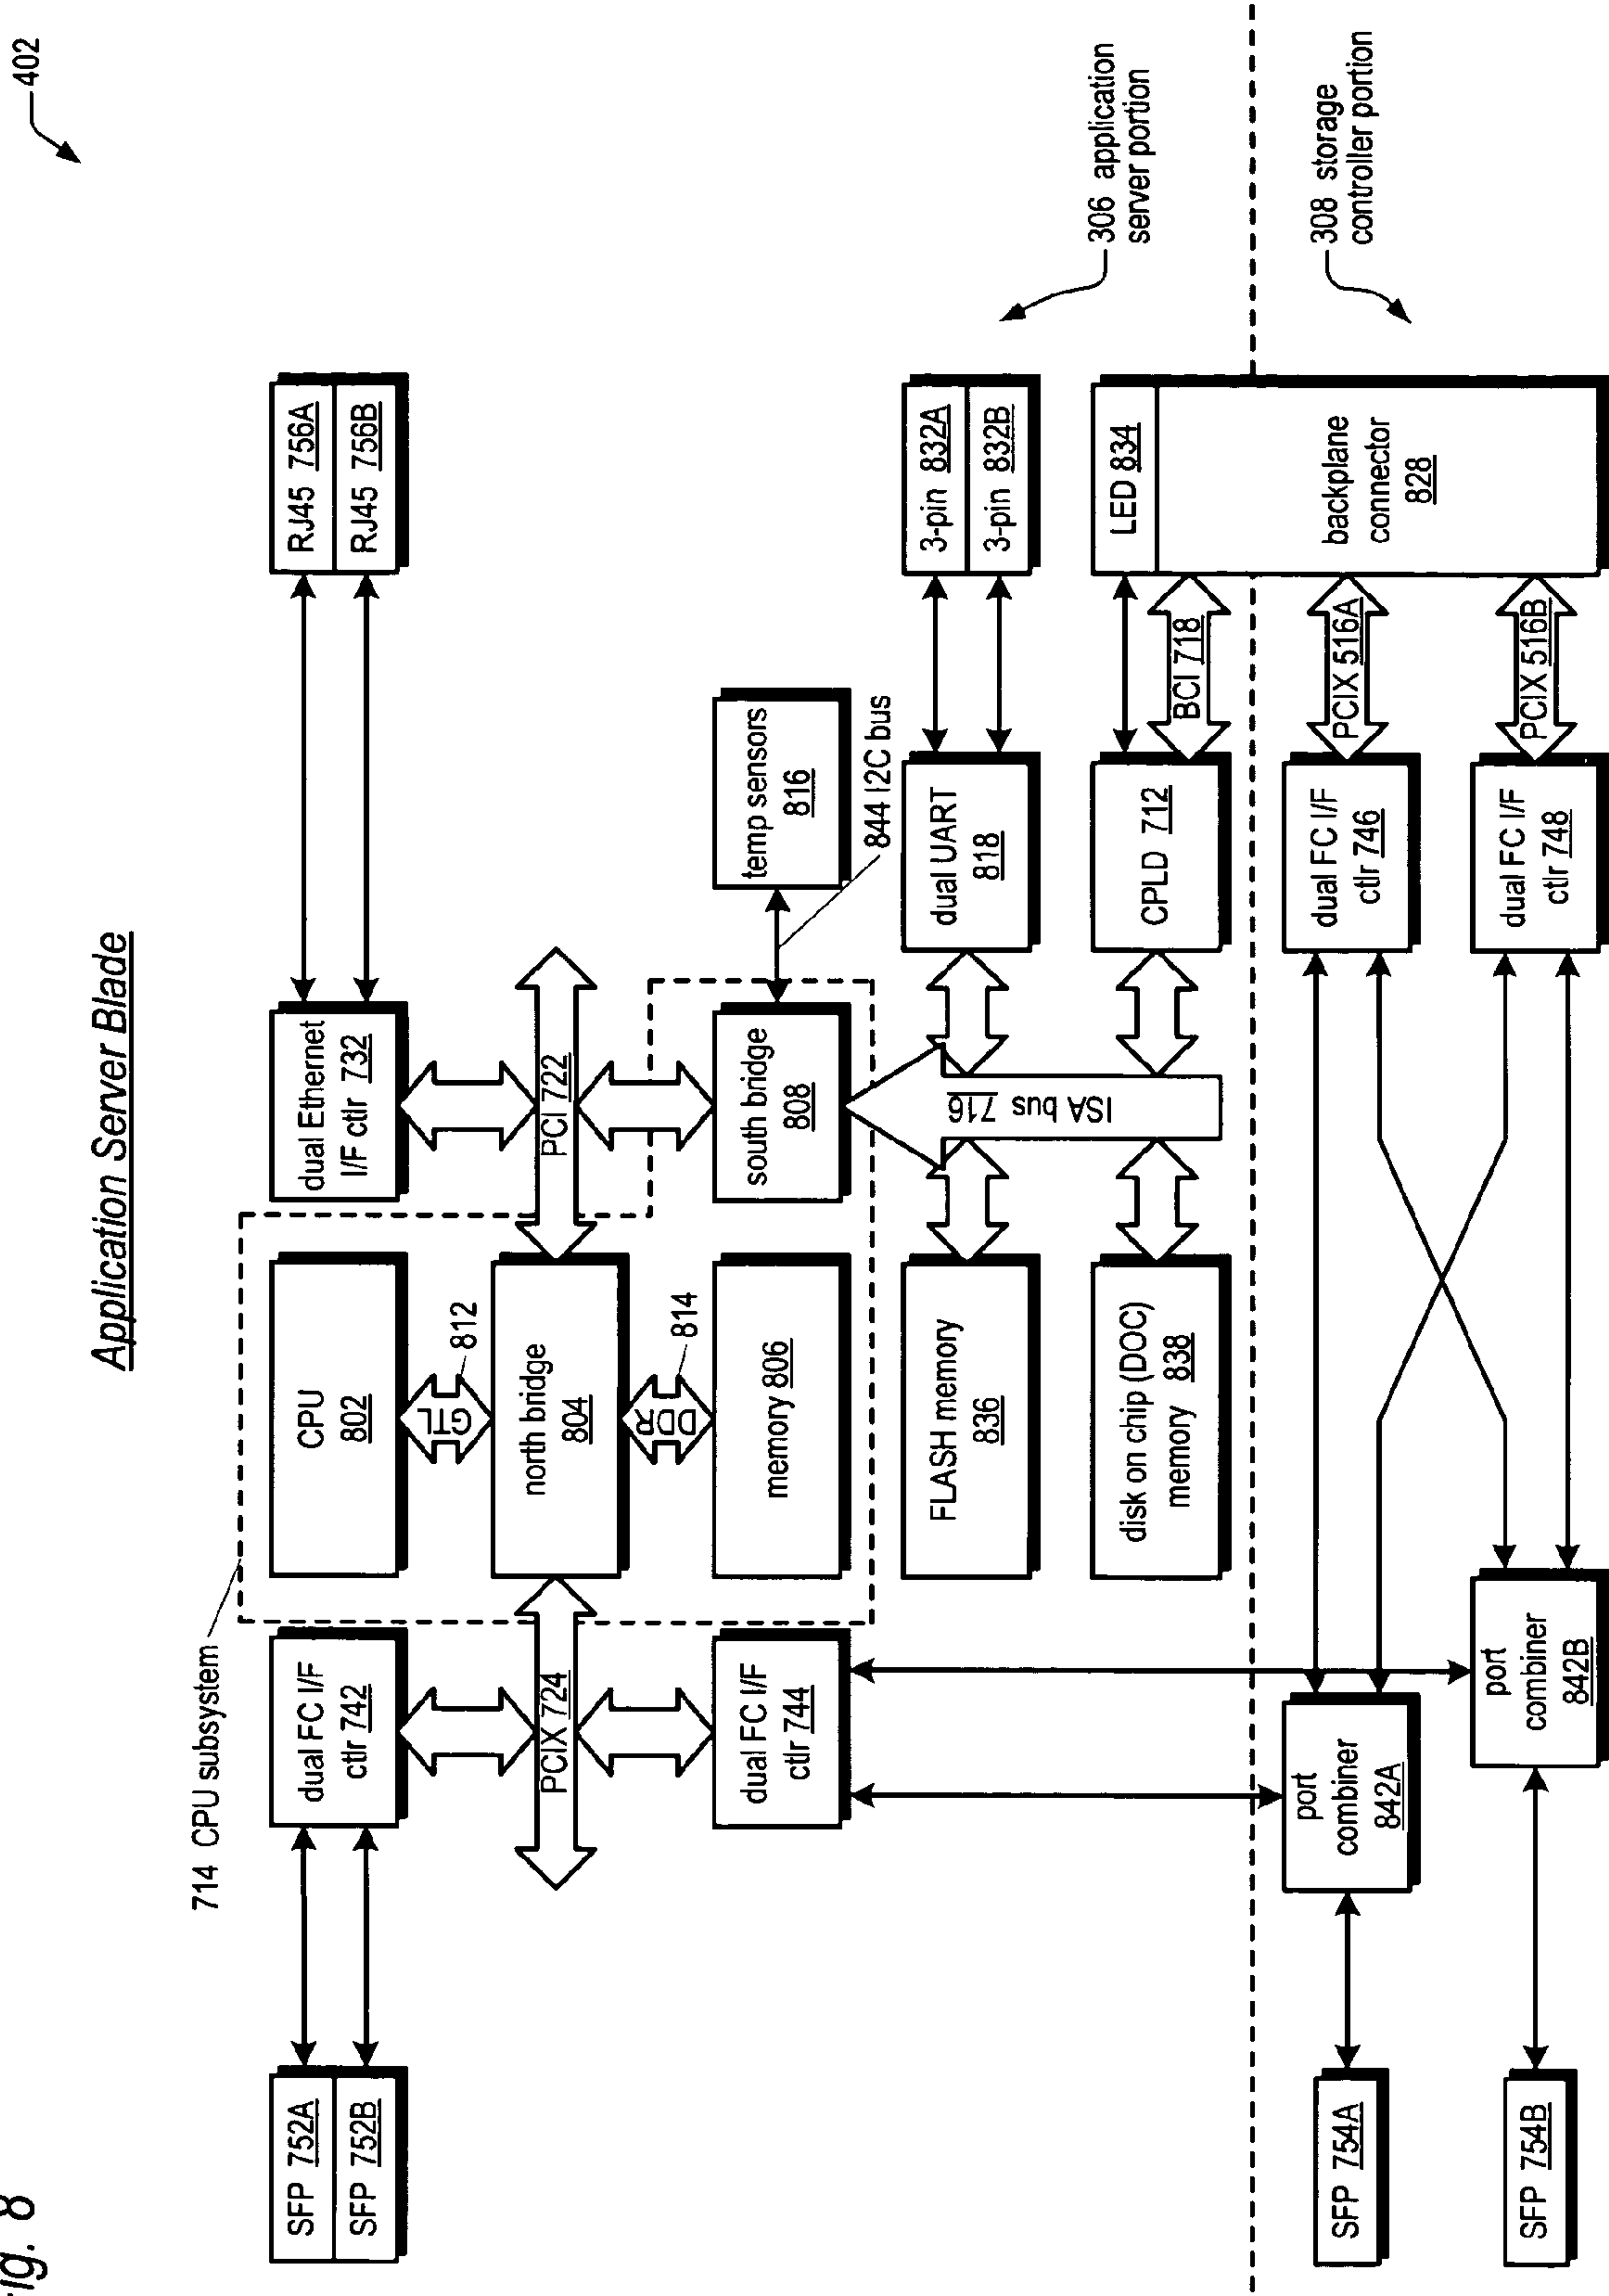 Fig. 8
Application Server Blade
402
714 CPU subsystem
SFP 752A
SFP 752B
dual FC I/F
ctlr 742
CPU
802
dual Ethernet
I/F ctlr 732
RJ45 756A
RJ45 756B
GTL
812
PCIX 724
north bridge
804
PCI 722
DDR
814
dual FC I/F
ctlr 744
memory 806
south bridge
808
temp sensors
816
844 I2C bus
FLASH memory
836
ISA bus 716
dual UART
818
3-pin 832A
3-pin 832B
306 application
server portion
disk on chip (DOC)
memory 838
CPLD 712
BCI 718
LED 834
backplane
connector
828
308 storage
controller portion
SFP 754A
port
combiner
842A
dual FC I/F
ctlr 746
PCIX 516A
SFP 754B
port
combiner
842B
dual FC I/F
ctlr 748
PCIX 516B